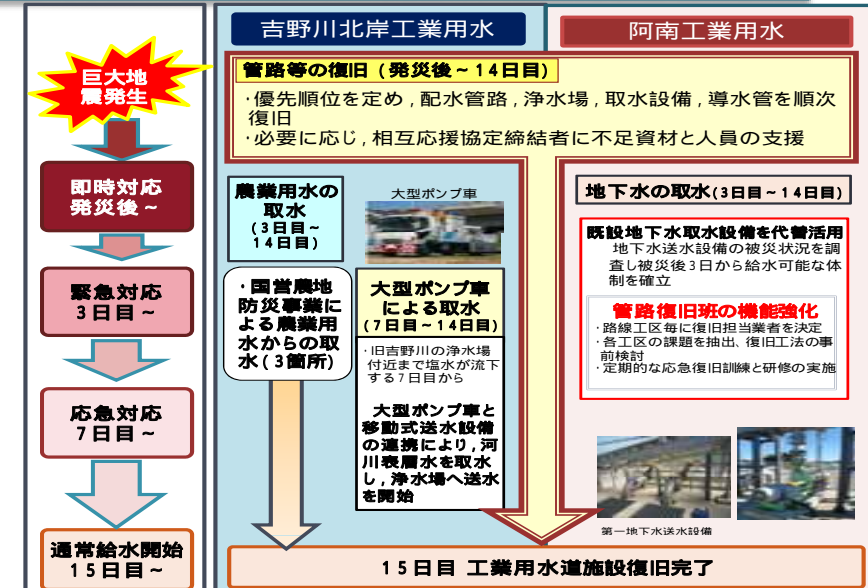 吉野川北岸工業用水
阿南工業用水
巨大地
震発生
管路等の復旧 (発災後~14日目)
・優先順位を定め,配水管路,浄水場,取水設備,導水管を順次
復旧
・必要に応じ,相互応援協定締結者に不足資材と人員の支援
即時対応
発災後~
農業用水の
取水
(3日目~
14日目)
大型ポンプ車
地下水の取水(3日目~14日目)
既設地下水取水設備を代替活用
地下水送水設備の被災状況を調
査し被災後3日から給水可能な体
制を確立
緊急対応
3日目~
・国営農地
防災事業に
よる農業用
水からの取
水(3箇所)
大型ポンプ車
による取水
(7日目~14日目)
管路復旧班の機能強化
・路線工区毎に復旧担当業者を決定
・各工区の課題を抽出、復旧工法の事
前検討
・定期的な応急復旧訓練と研修の実施
・旧吉野川の浄水場
付近まで塩水が流下
する7日目から
大型ポンプ車と
移動式送水設備
の連携により,河
川表層水を取水
し,浄水場へ送水
を開始
応急対応
7日目~
第一地下水送水設備
通常給水開始
15日目~
15日目 工業用水道施設復旧完了